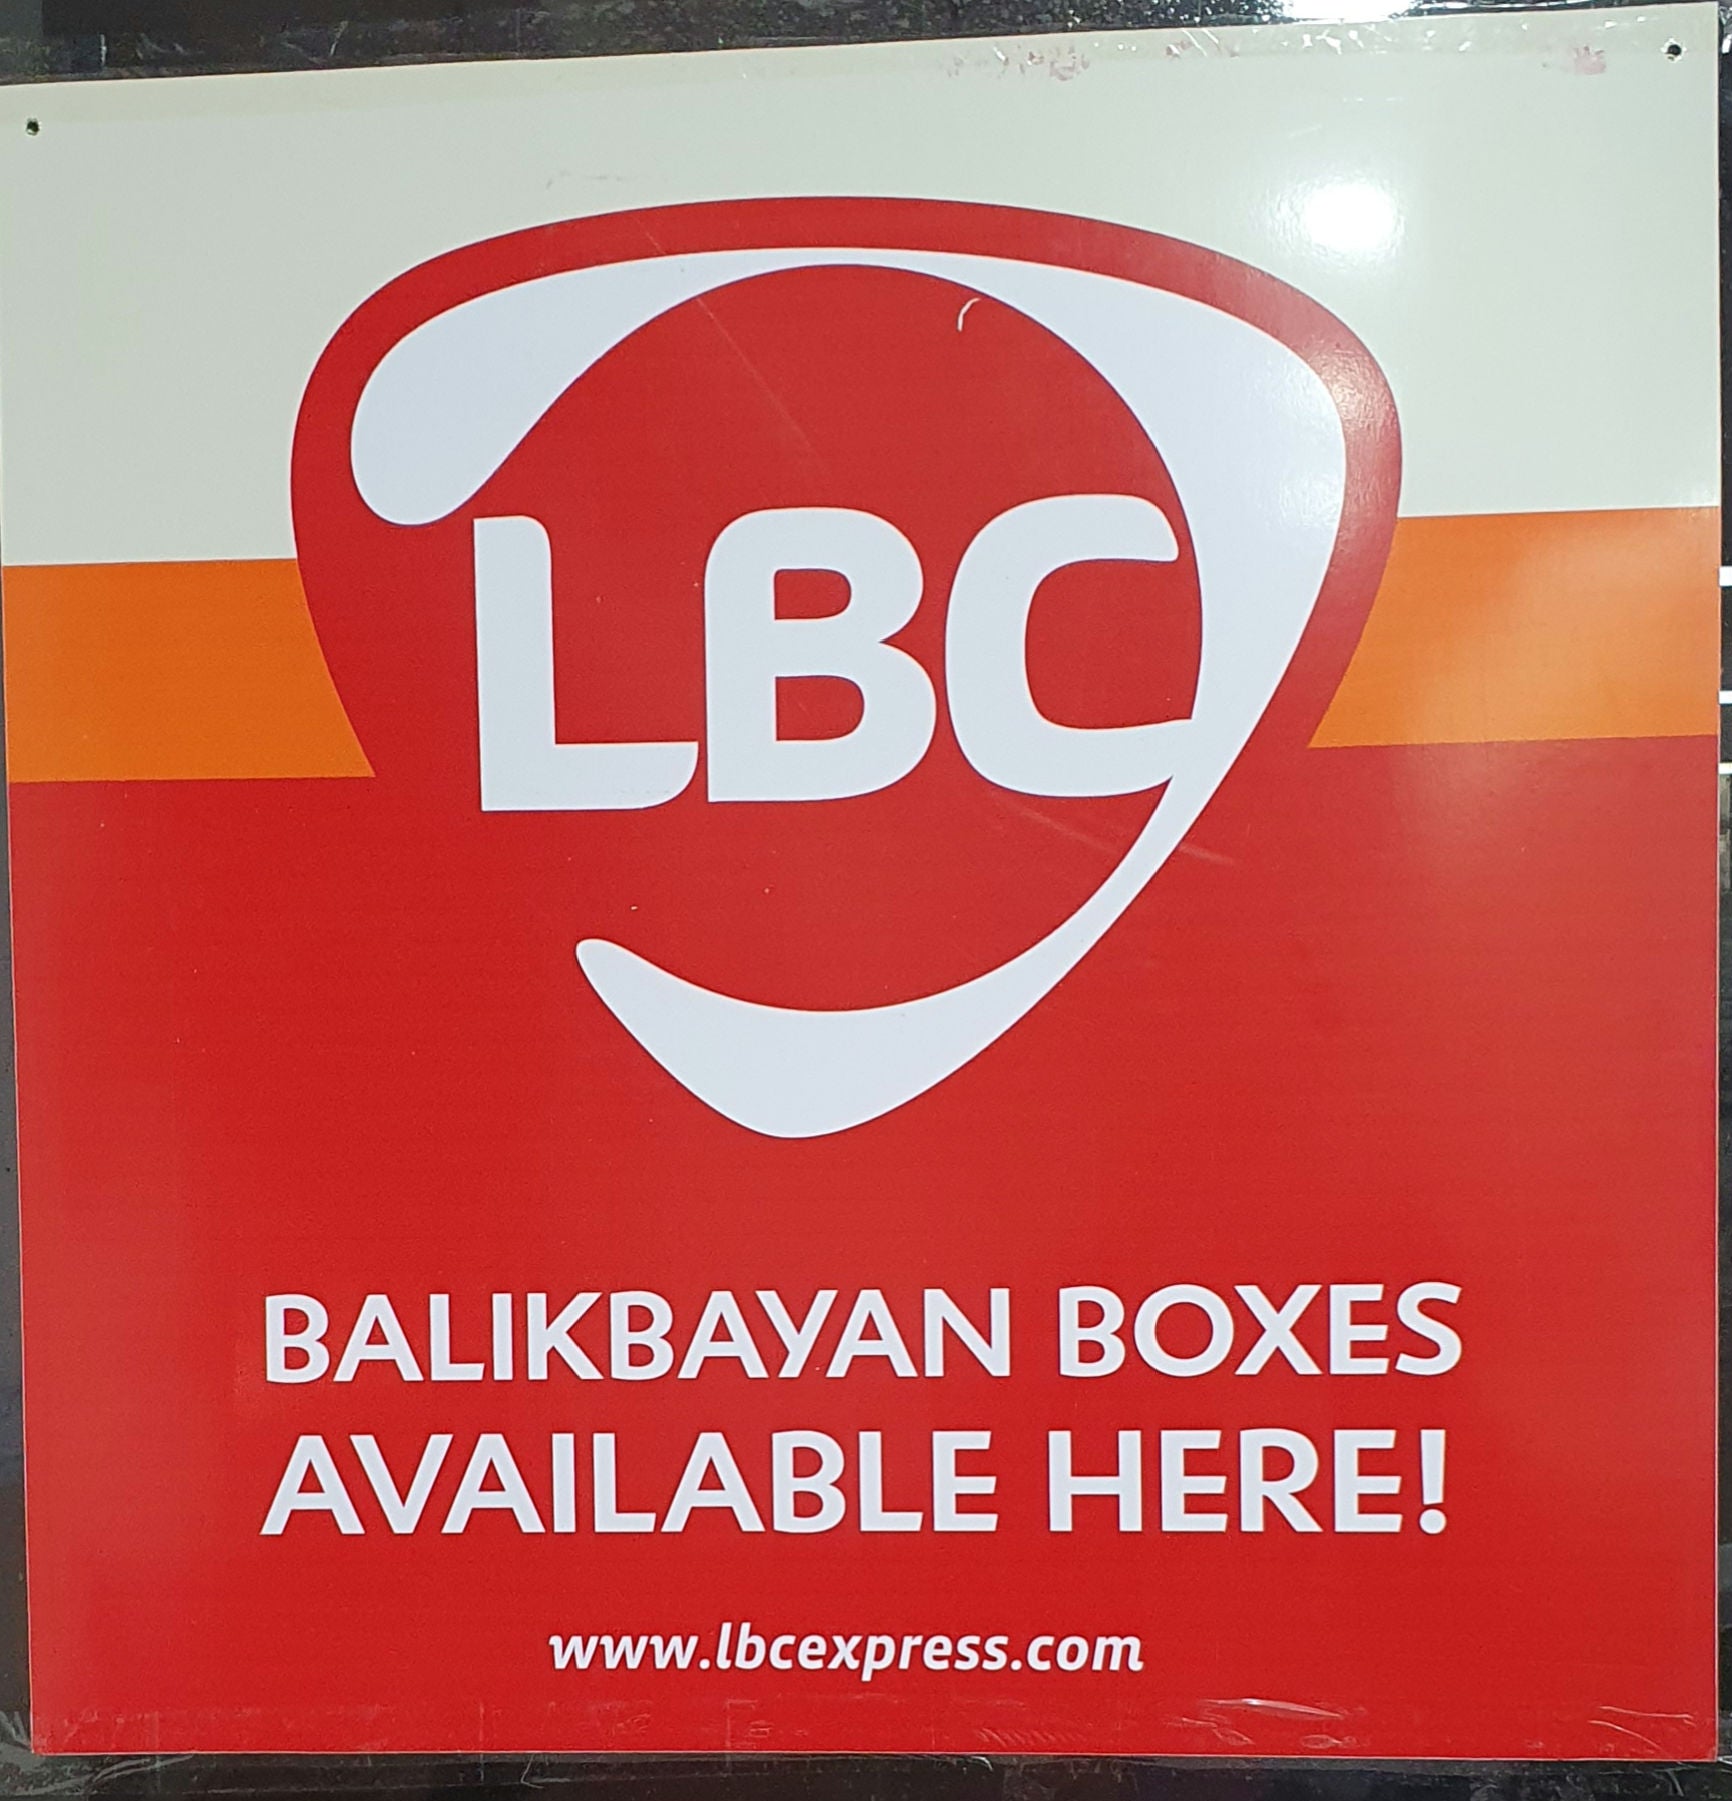 LBC
BALIKBAYAN BOXES
AVAILABLE HERE!
www.lbcexpress.com